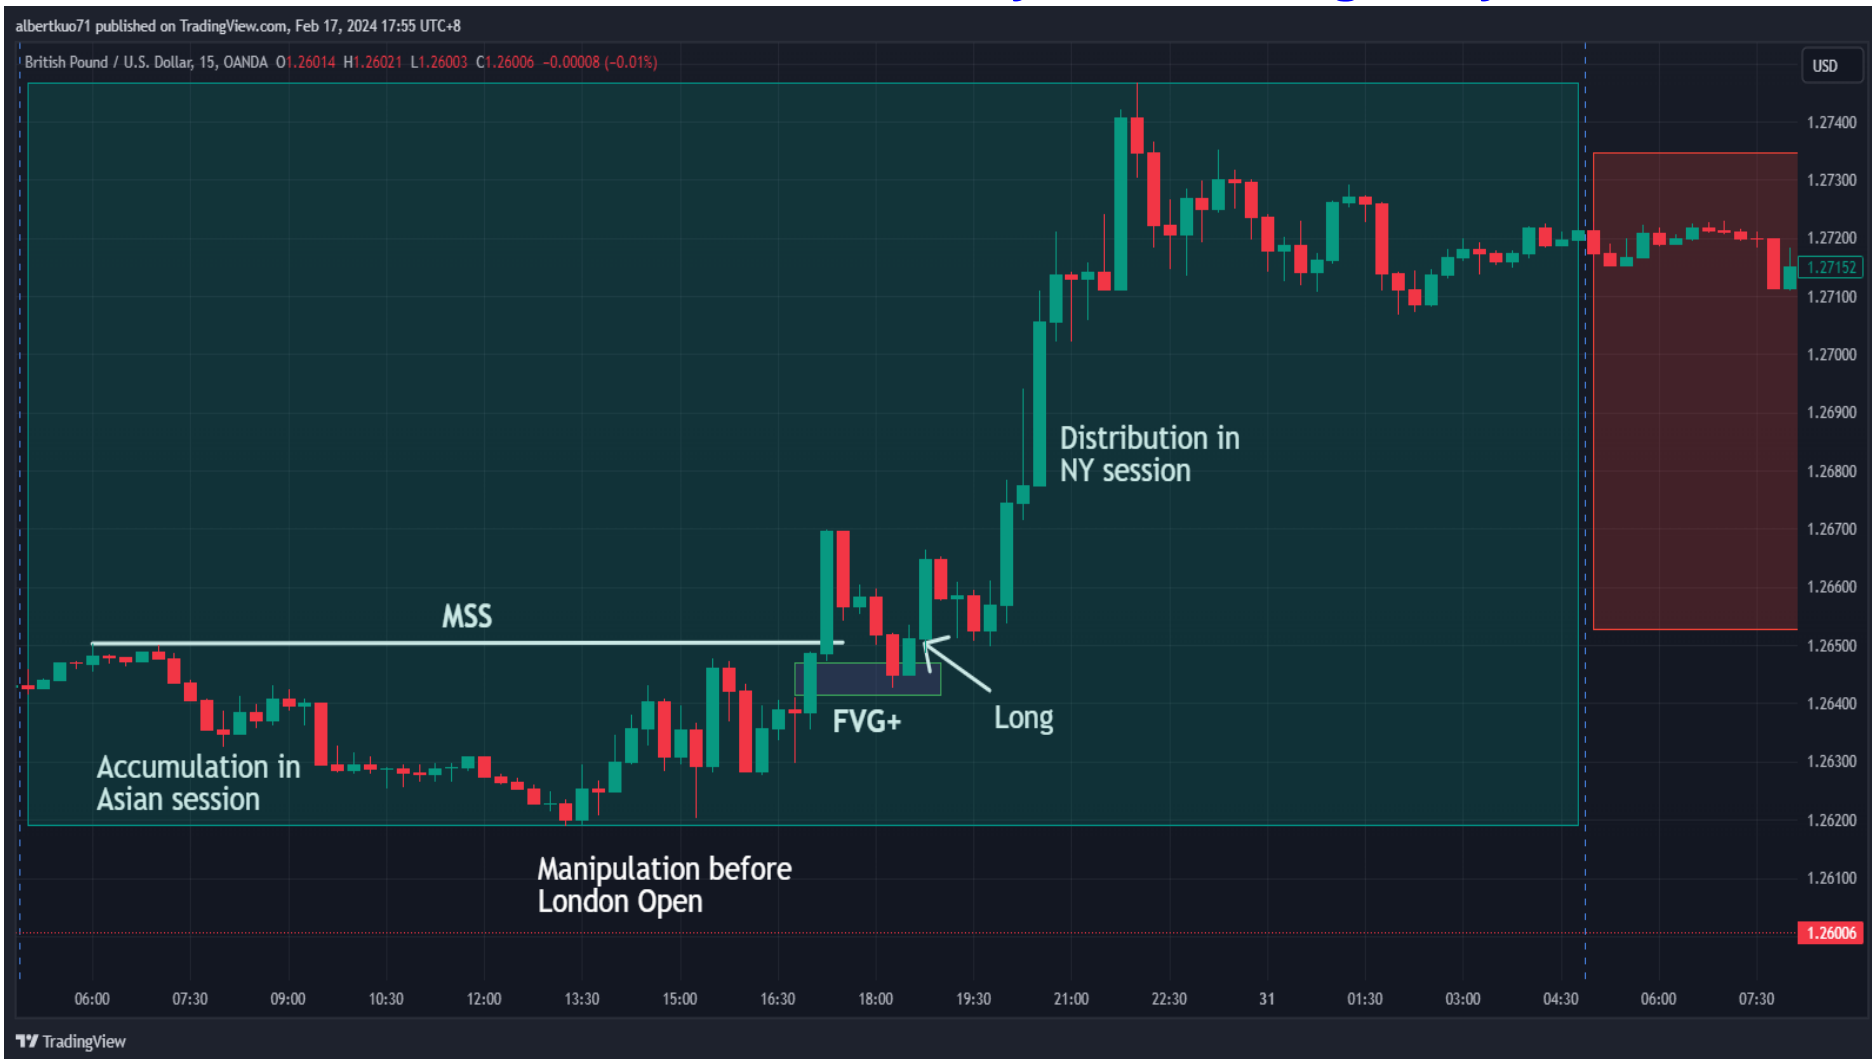 albertkuo71 published on TradingView.com, Feb 17, 2024 17:55 UTC+8
British Pound / U.S. Dollar, 15, OANDA O1.26014 H1.26021 L1.26003 C1.26006 −0.00008 (−0.01%)
USD
1.27400
1.27300
1.27200
1.27152
1.27100
1.27000
1.26900
1.26800
1.26700
1.26600
1.26500
1.26400
1.26300
1.26200
1.26100
1.26006
Distribution in
NY session
MSS
FVG+
Long
Accumulation in
Asian session
Manipulation before
London Open
06:00 07:30 09:00 10:30 12:00 13:30 15:00 16:30 18:00 19:30 21:00 22:30 31 01:30 03:00 04:30 06:00 07:30
TradingView